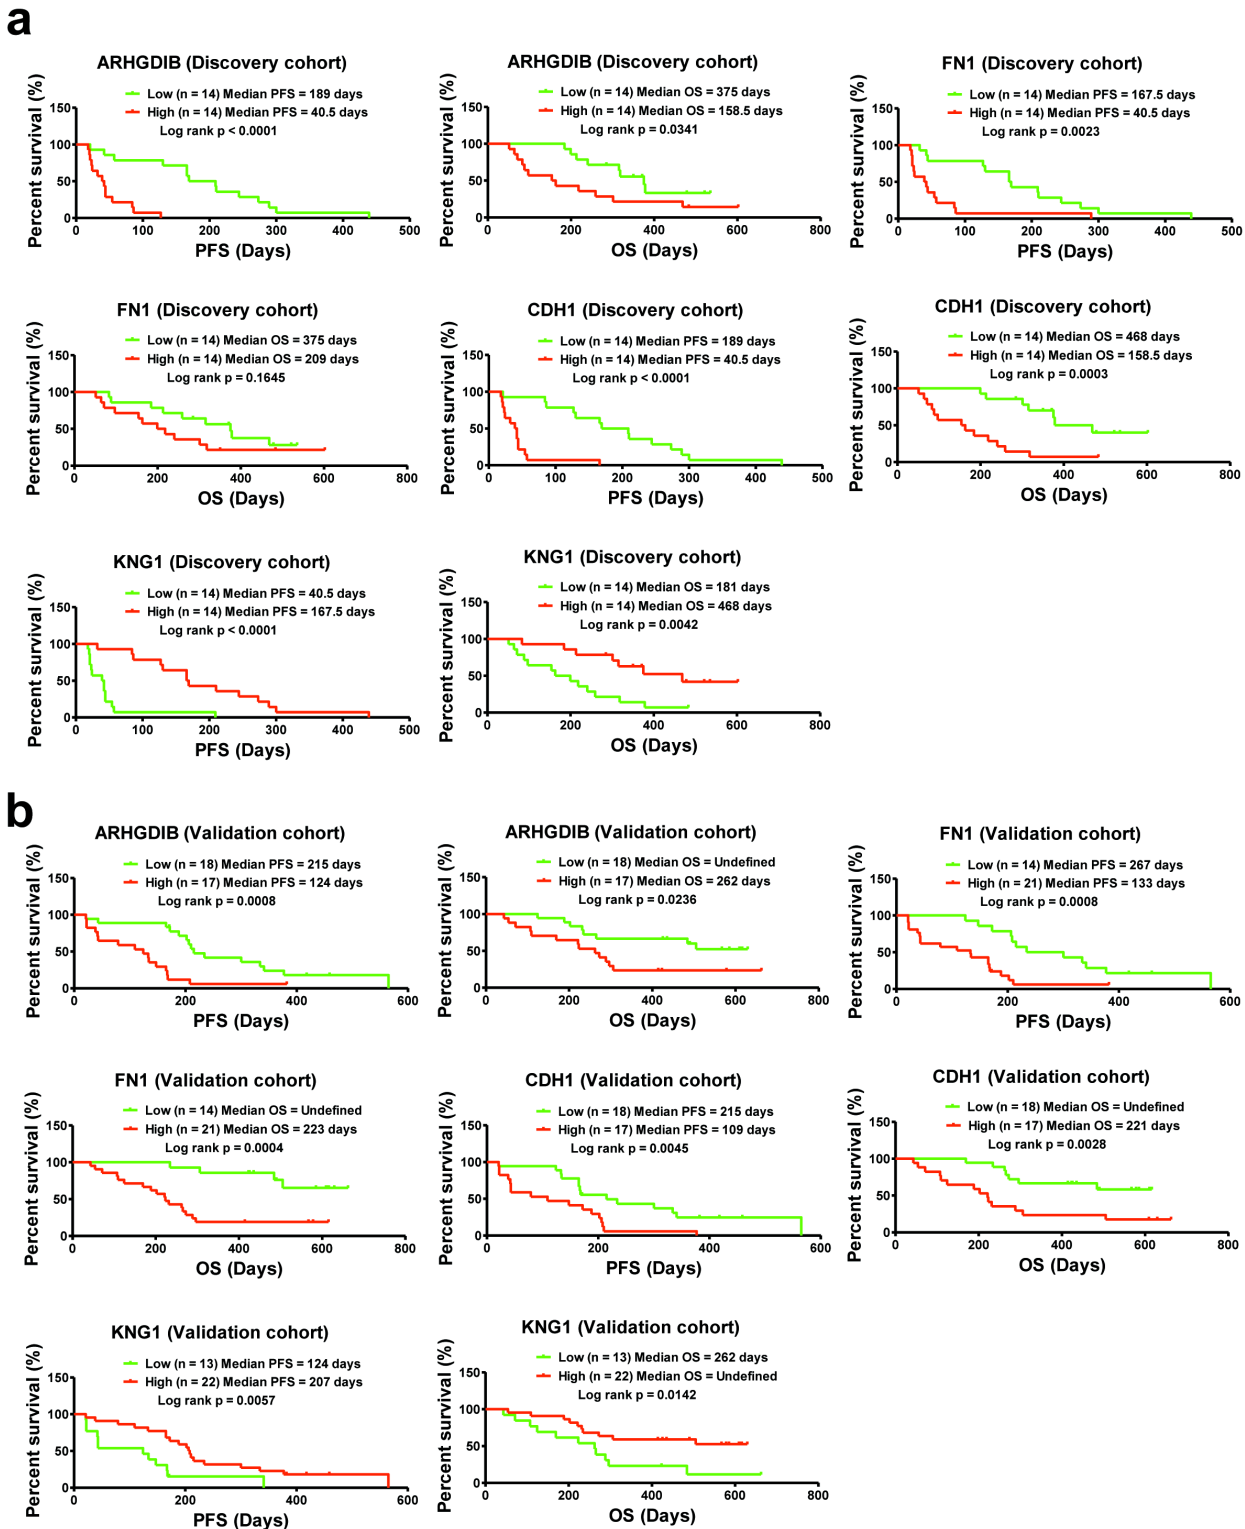 a
ARHGDIB (Discovery cohort)
Low (n = 14) Median PFS = 189 days
High (n = 14) Median PFS = 40.5 days
Log rank p < 0.0001
Percent survival (%)
150
100
50
0
0 100 200 300 400 500
PFS (Days)
ARHGDIB (Discovery cohort)
Low (n = 14) Median OS = 375 days
High (n = 14) Median OS = 158.5 days
Log rank p = 0.0341
Percent survival (%)
150
100
50
0
0 200 400 600 800
OS (Days)
FN1 (Discovery cohort)
Low (n = 14) Median PFS = 167.5 days
High (n = 14) Median PFS = 40.5 days
Log rank p = 0.0023
Percent survival (%)
150
100
50
0
0 100 200 300 400 500
PFS (Days)
FN1 (Discovery cohort)
Low (n = 14) Median OS = 375 days
High (n = 14) Median OS = 209 days
Log rank p = 0.1645
Percent survival (%)
150
100
50
0
0 200 400 600 800
OS (Days)
CDH1 (Discovery cohort)
Low (n = 14) Median PFS = 189 days
High (n = 14) Median PFS = 40.5 days
Log rank p < 0.0001
Percent survival (%)
150
100
50
0
0 100 200 300 400 500
PFS (Days)
CDH1 (Discovery cohort)
Low (n = 14) Median OS = 468 days
High (n = 14) Median OS = 158.5 days
Log rank p = 0.0003
Percent survival (%)
150
100
50
0
0 200 400 600 800
OS (Days)
KNG1 (Discovery cohort)
Low (n = 14) Median PFS = 40.5 days
High (n = 14) Median PFS = 167.5 days
Log rank p < 0.0001
Percent survival (%)
150
100
50
0
0 100 200 300 400 500
PFS (Days)
KNG1 (Discovery cohort)
Low (n = 14) Median OS = 181 days
High (n = 14) Median OS = 468 days
Log rank p = 0.0042
Percent survival (%)
150
100
50
0
0 200 400 600 800
OS (Days)
b
ARHGDIB (Validation cohort)
Low (n = 18) Median PFS = 215 days
High (n = 17) Median PFS = 124 days
Log rank p = 0.0008
Percent survival (%)
150
100
50
0
0 200 400 600
PFS (Days)
ARHGDIB (Validation cohort)
Low (n = 18) Median OS = Undefined
High (n = 17) Median OS = 262 days
Log rank p = 0.0236
Percent survival (%)
150
100
50
0
0 200 400 600 800
OS (Days)
FN1 (Validation cohort)
Low (n = 14) Median PFS = 267 days
High (n = 21) Median PFS = 133 days
Log rank p = 0.0008
Percent survival (%)
150
100
50
0
0 200 400 600
PFS (Days)
FN1 (Validation cohort)
Low (n = 14) Median OS = Undefined
High (n = 21) Median OS = 223 days
Log rank p = 0.0004
Percent survival (%)
150
100
50
0
0 200 400 600 800
OS (Days)
CDH1 (Validation cohort)
Low (n = 18) Median PFS = 215 days
High (n = 17) Median PFS = 109 days
Log rank p = 0.0045
Percent survival (%)
150
100
50
0
0 200 400 600
PFS (Days)
CDH1 (Validation cohort)
Low (n = 18) Median OS = Undefined
High (n = 17) Median OS = 221 days
Log rank p = 0.0028
Percent survival (%)
150
100
50
0
0 200 400 600 800
OS (Days)
KNG1 (Validation cohort)
Low (n = 13) Median PFS = 124 days
High (n = 22) Median PFS = 207 days
Log rank p = 0.0057
Percent survival (%)
150
100
50
0
0 200 400 600
PFS (Days)
KNG1 (Validation cohort)
Low (n = 13) Median OS = 262 days
High (n = 22) Median OS = Undefined
Log rank p = 0.0142
Percent survival (%)
150
100
50
0
0 200 400 600 800
OS (Days)